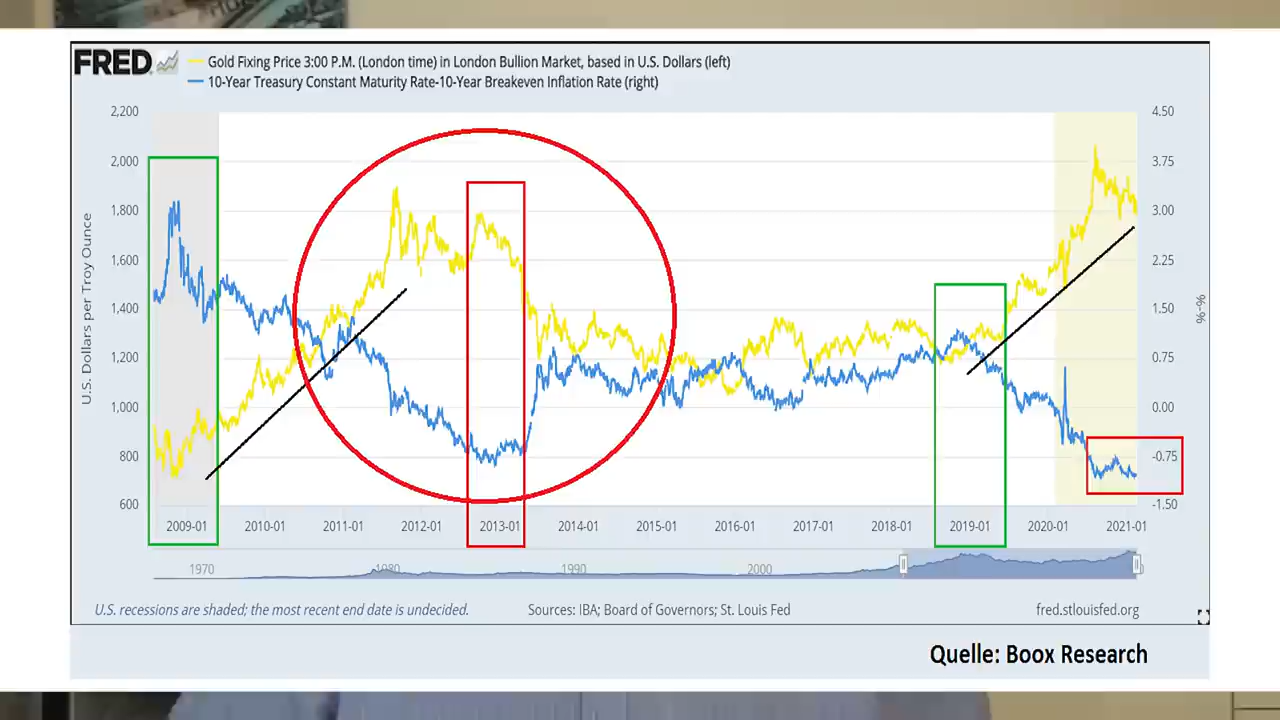 FRED
Gold Fixing Price 3:00 P.M. (London time) in London Bullion Market, based in U.S. Dollars (left)
10-Year Treasury Constant Maturity Rate-10-Year Breakeven Inflation Rate (right)
2,200
2,000
1,800
1,600
1,400
1,200
1,000
800
600
U.S. Dollars per Troy Ounce
4.50
3.75
3.00
2.25
1.50
0.75
0.00
-0.75
-1.50
%-%
2009-01 2010-01 2011-01 2012-01 2013-01 2014-01 2015-01 2016-01 2017-01 2018-01 2019-01 2020-01 2021-01
1970 1980 1990 2000
U.S. recessions are shaded; the most recent end date is undecided. Sources: IBA; Board of Governors; St. Louis Fed fred.stlouisfed.org
Quelle: Boox Research